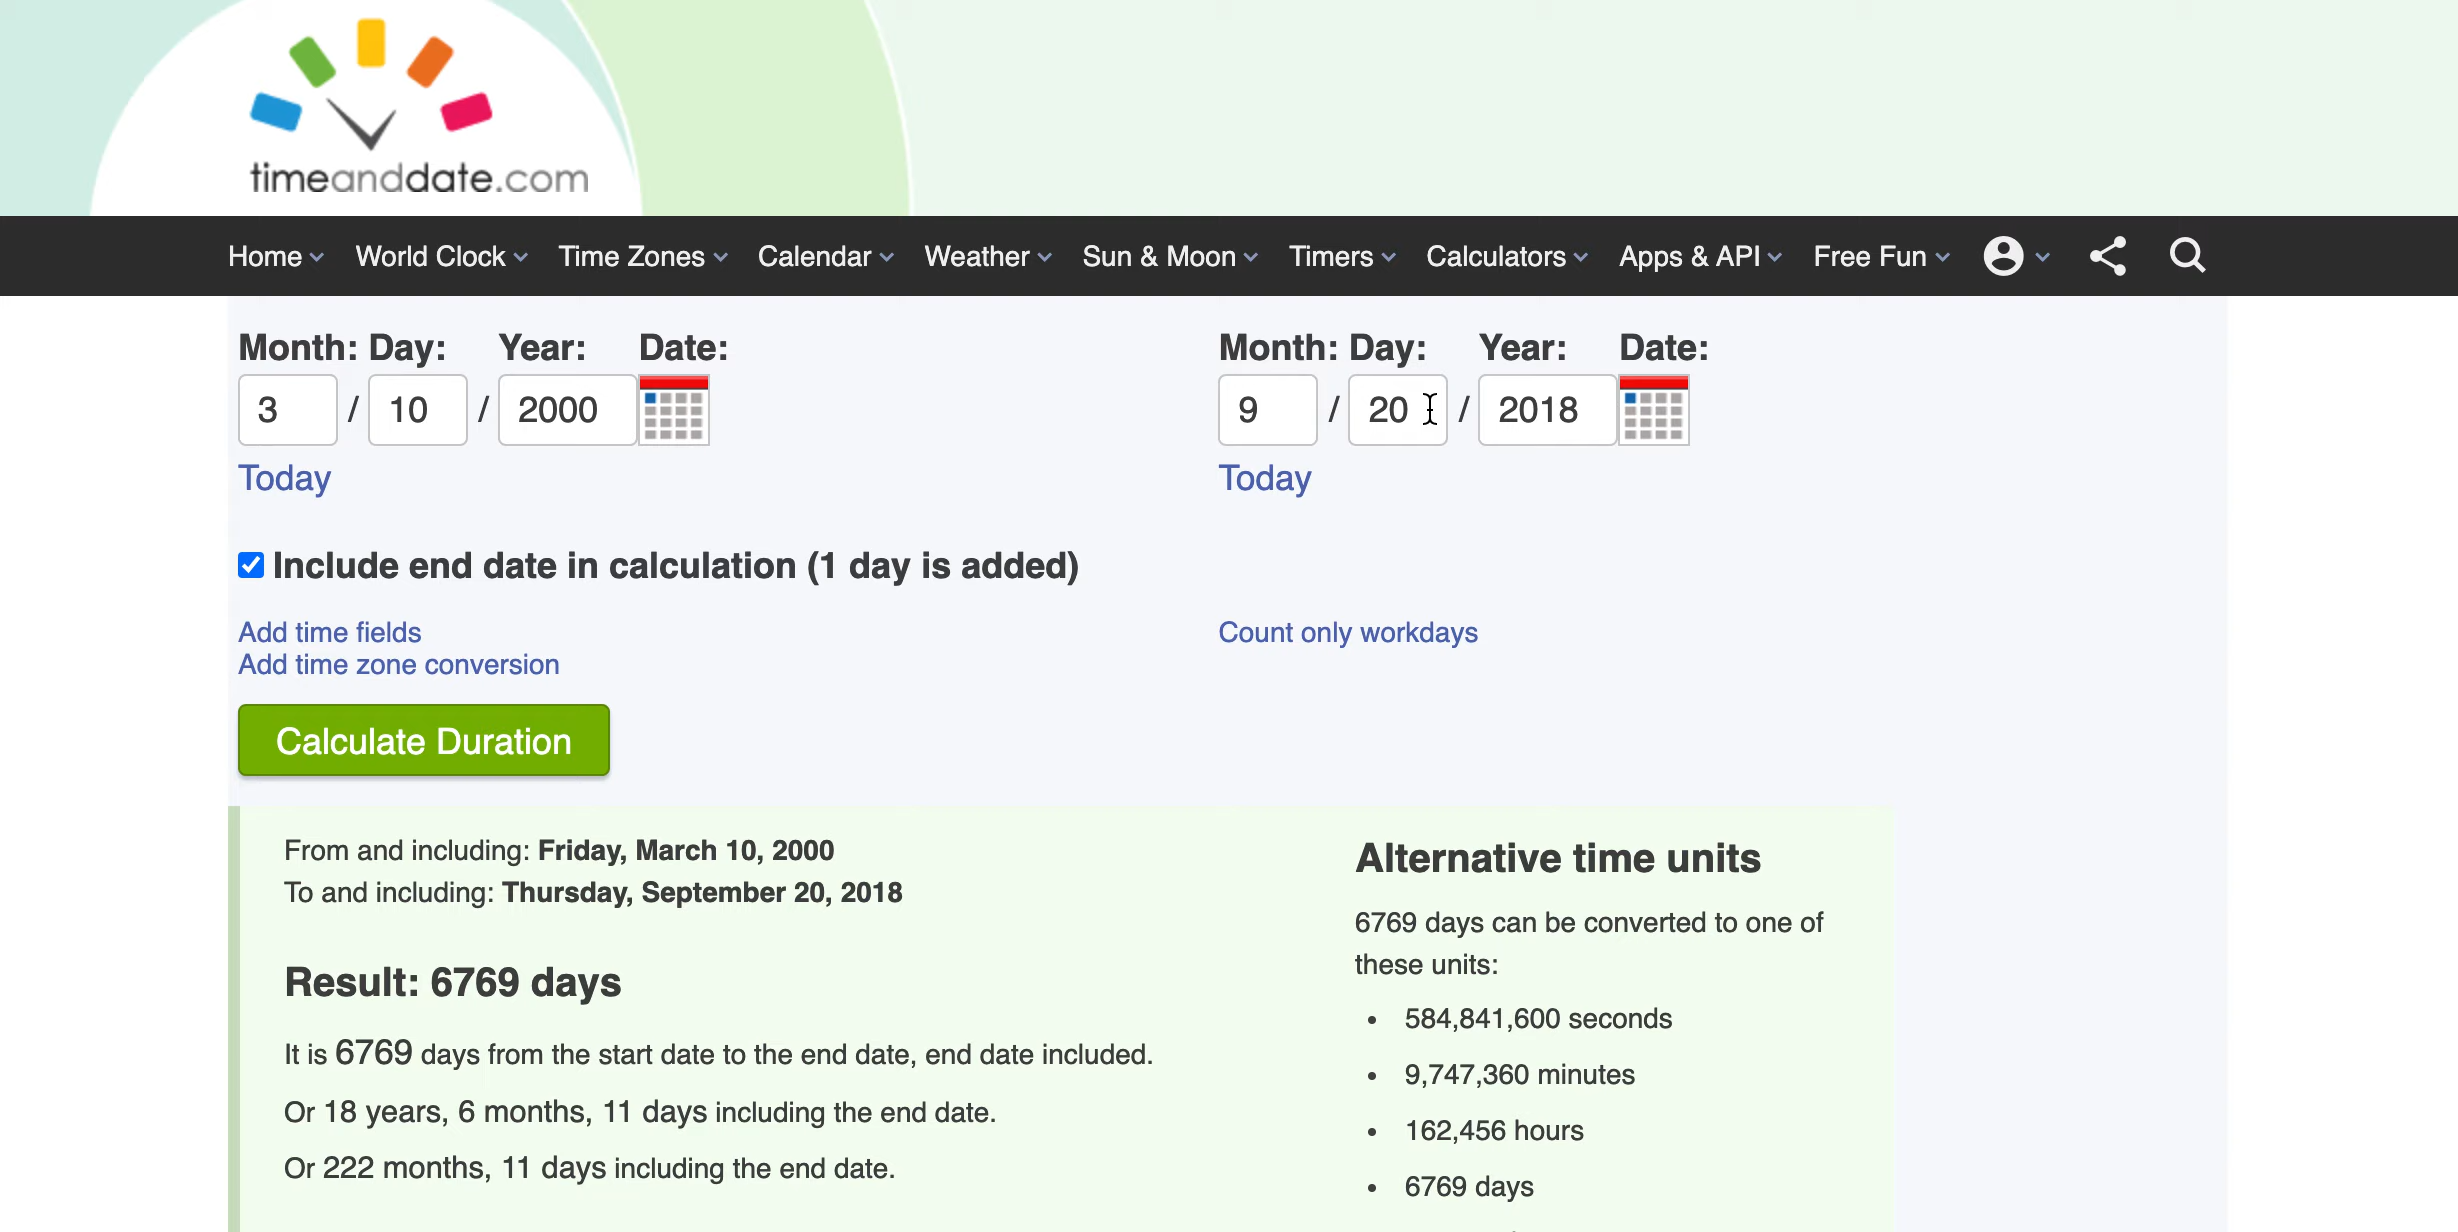 timeanddate.com
Home World Clock Time Zones Calendar Weather Sun & Moon Timers Calculators Apps & API Free Fun
Month: Day: Year: Date:
3 / 10 / 2000
Today
Month: Day: Year: Date:
9 / 20 / 2018
Today
Include end date in calculation (1 day is added)
Add time fields
Add time zone conversion
Count only workdays
Calculate Duration
From and including: Friday, March 10, 2000
To and including: Thursday, September 20, 2018
Result: 6769 days
It is 6769 days from the start date to the end date, end date included.
Or 18 years, 6 months, 11 days including the end date.
Or 222 months, 11 days including the end date.
Alternative time units
6769 days can be converted to one of
these units:
• 584,841,600 seconds
• 9,747,360 minutes
• 162,456 hours
• 6769 days